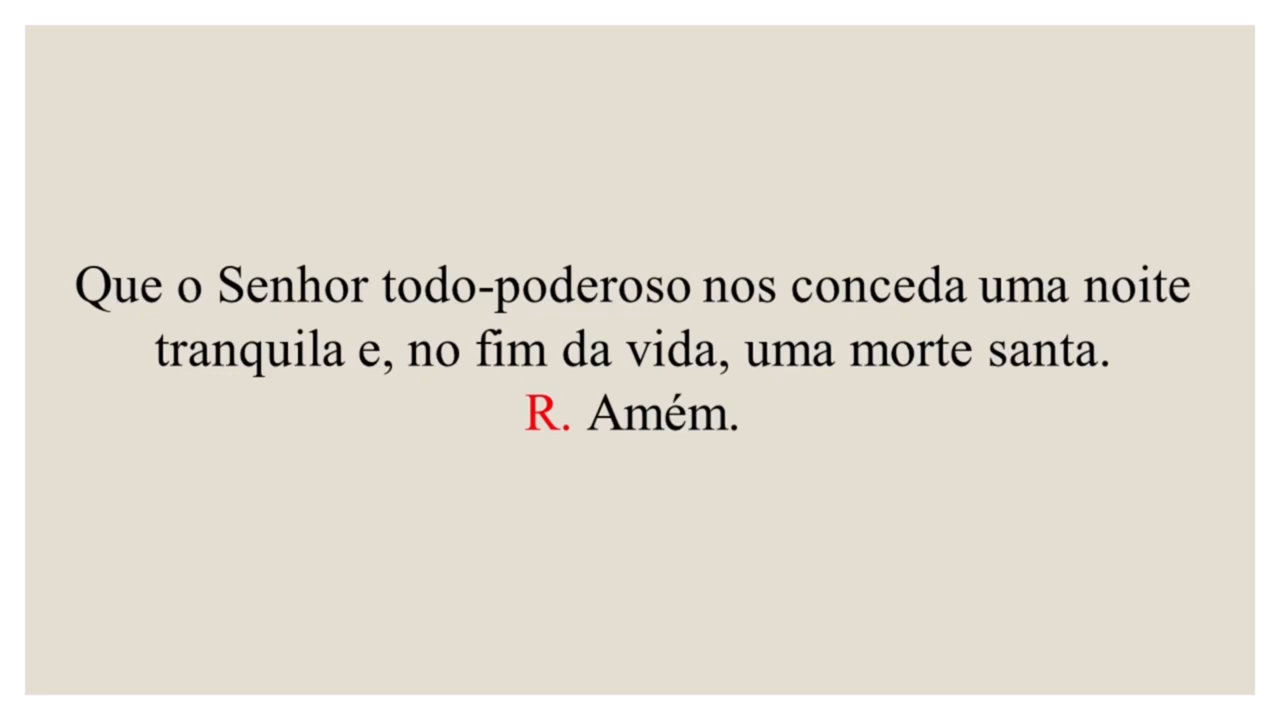 Que o Senhor todo-poderoso nos conceda uma noite
tranquila e, no fim da vida, uma morte santa.
R. Amém.